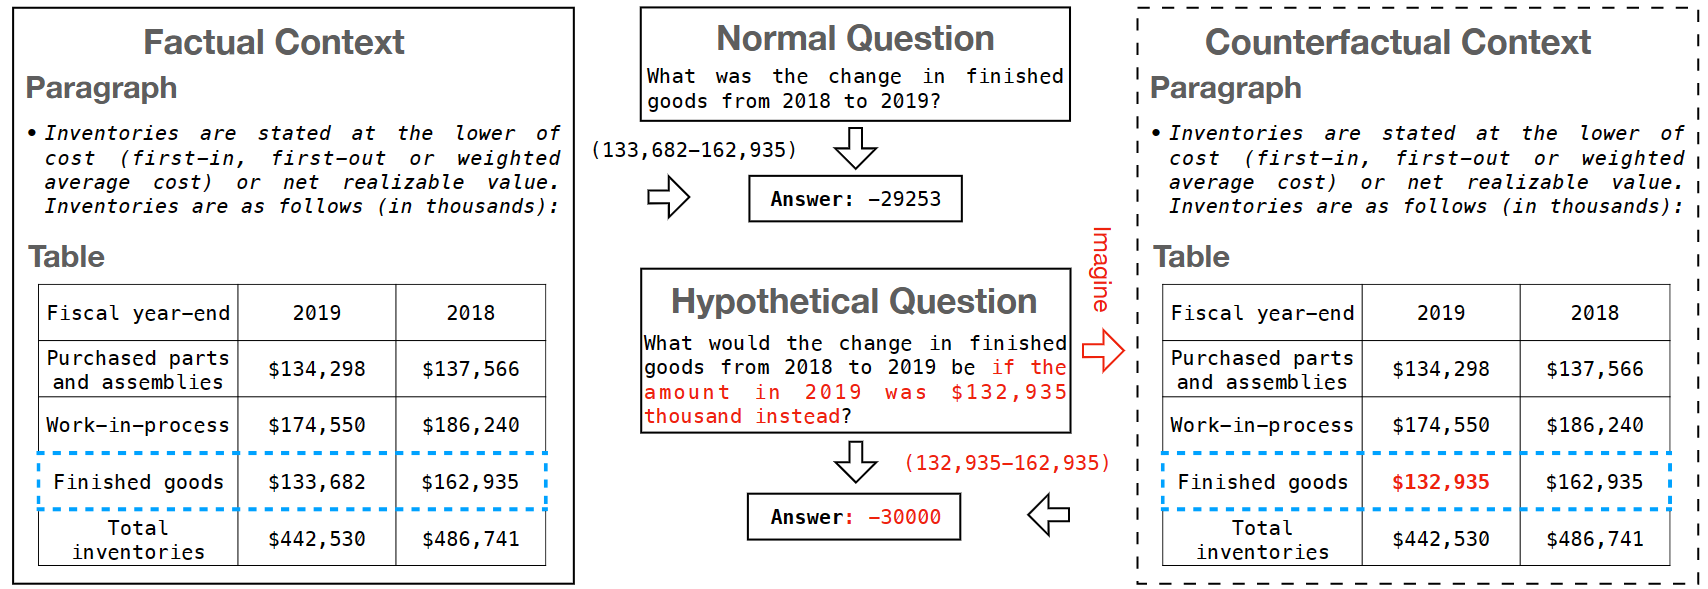 Factual Context
Paragraph
• Inventories are stated at the lower of
cost (first-in, first-out or weighted
average cost) or net realizable value.
Inventories are as follows (in thousands):
Table
Fiscal year-end 2019 2018
Purchased parts
and assemblies $134,298 $137,566
Work-in-process $174,550 $186,240
Finished goods $133,682 $162,935
Total
inventories $442,530 $486,741
Normal Question
What was the change in finished
goods from 2018 to 2019?
(133,682-162,935)
Answer: -29253
Hypothetical Question
What would the change in finished
goods from 2018 to 2019 be if the
amount in 2019 was $132,935
thousand instead?
(132,935-162,935)
Answer: -30000
Imagine
Counterfactual Context
Paragraph
• Inventories are stated at the lower of
cost (first-in, first-out or weighted
average cost) or net realizable value.
Inventories are as follows (in thousands):
Table
Fiscal year-end 2019 2018
Purchased parts
and assemblies $134,298 $137,566
Work-in-process $174,550 $186,240
Finished goods $132,935 $162,935
Total
inventories $442,530 $486,741